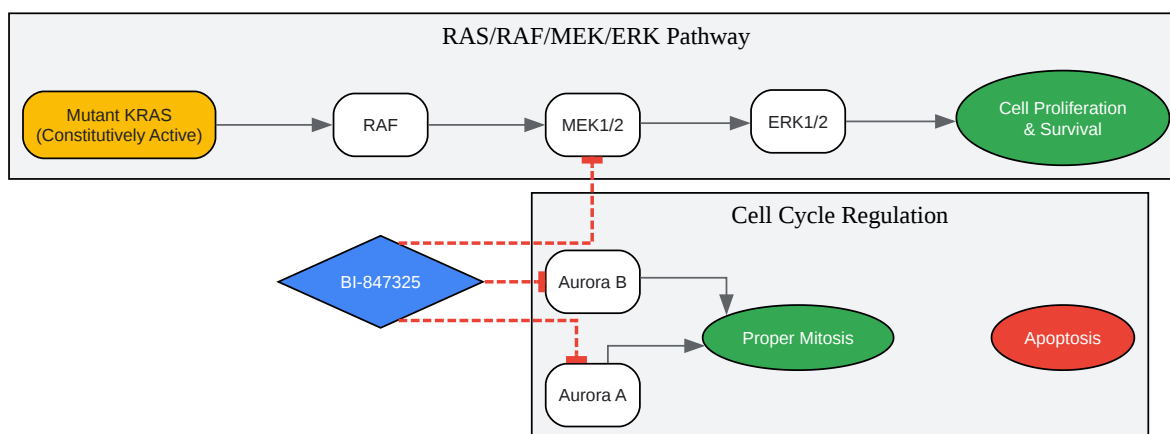 RAS/RAF/MEK/ERK Pathway
Mutant KRAS
(Constitutively Active)
RAF
MEK1/2
ERK1/2
Cell Proliferation
& Survival
Cell Cycle Regulation
BI-847325
Aurora B
Proper Mitosis
Apoptosis
Aurora A